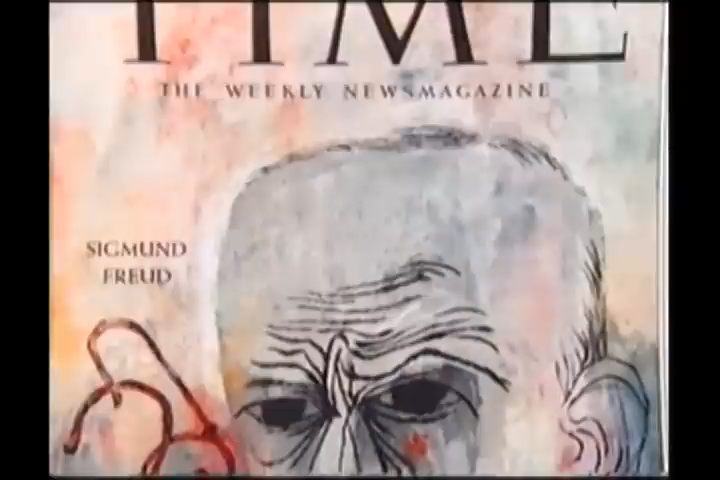 TIME
THE WEEKLY NEWSMAGAZINE
SIGMUND
FREUD